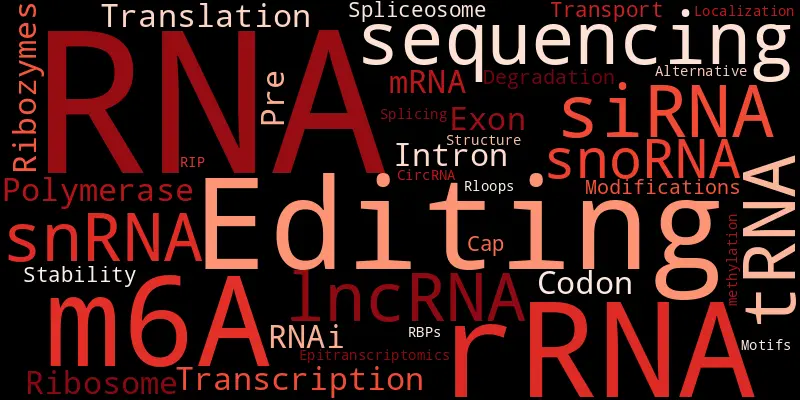 Ribozymes
Translation
Spliceosome
Transport
Localization
RNA
Pre
sequencing
mRNA
Degradation
Alternative
Splicing
Exon
siRNA
Structure
RIP
Intron
snoRNA
CircRNA
Rloops
Modifications
Polymerase
Editing
tRNA
snRNA
Cap
methylation
Stability
m6A
lncRNA
Codon
RNAi
RBPs
rRNA
Motifs
Epitranscriptomics
Ribosome
Transcription